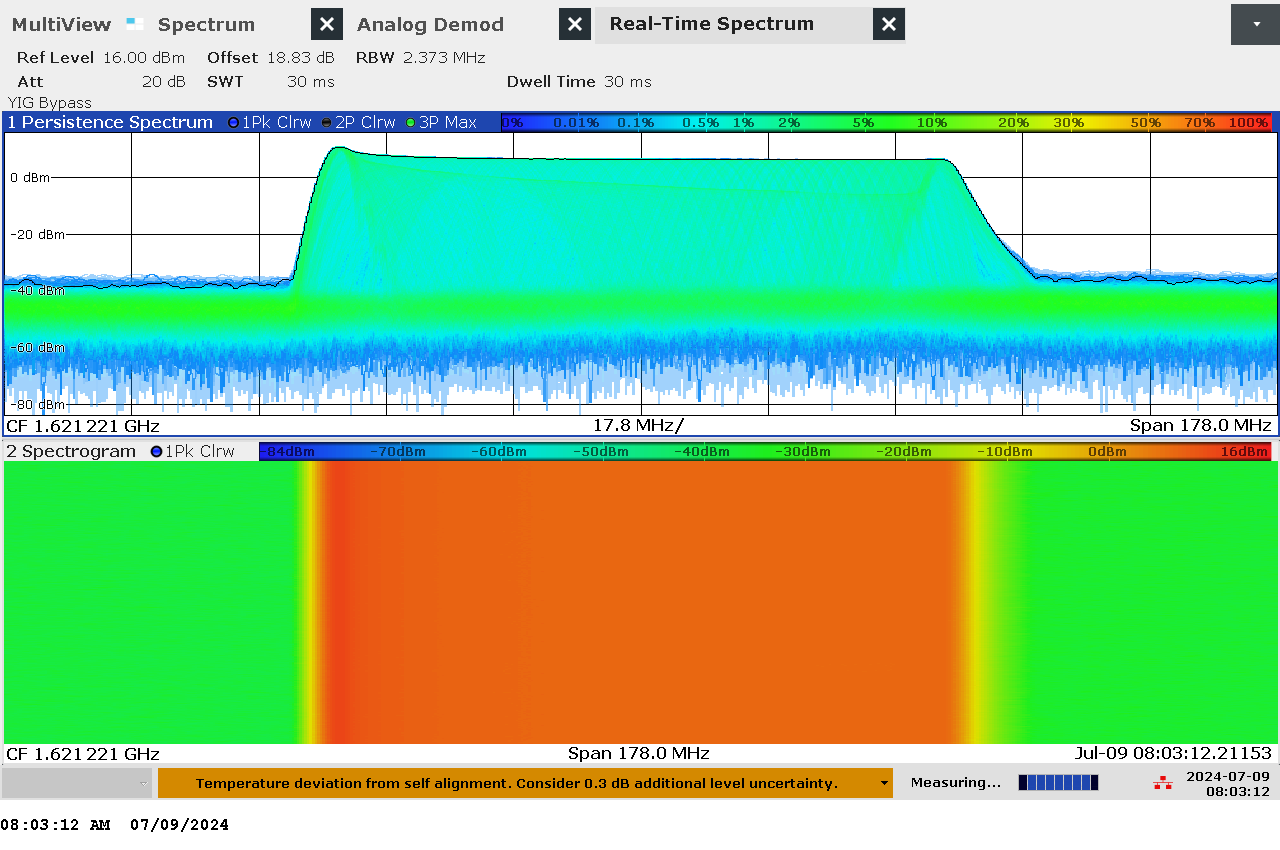 MultiView Spectrum Analog Demod Real-Time Spectrum
Ref Level 16.00 dBm Offset 18.83 dB RBW 2.373 MHz
Att 20 dB SWT 30 ms Dwell Time 30 ms
YIG Bypass
1 Persistence Spectrum 1Pk Clrw 2P Clrw 3P Max 0% 0.01% 0.1% 0.5% 1% 2% 5% 10% 20% 30% 50% 70% 100%
0 dBm
-20 dBm
-40 dBm
-60 dBm
-80 dBm
CF 1.621221 GHz 17.8 MHz/ Span 178.0 MHz
2 Spectrogram 1Pk Clrw -84dBm -70dBm -60dBm -50dBm -40dBm -30dBm -20dBm -10dBm 0dBm 16dBm
CF 1.621221 GHz Span 178.0 MHz Jul-09 08:03:12.21153
Temperature deviation from self alignment. Consider 0.3 dB additional level uncertainty. Measuring... 2024-07-09
08:03:12
08:03:12 AM 07/09/2024